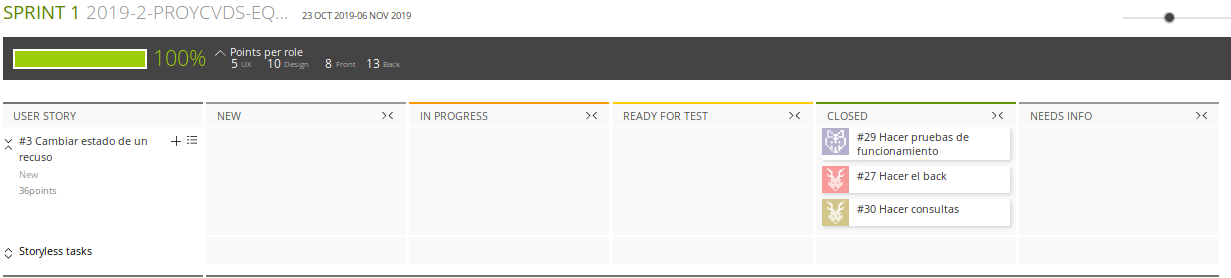 SPRINT 1 2019-2-PROYCVDS-EQ... 23 OCT 2019-06 NOV 2019
100% Points per role
5 UX 10 Design 8 Front 13 Back
USER STORY NEW IN PROGRESS READY FOR TEST CLOSED NEEDS INFO
#3 Cambiar estado de un
recuso
New
36points
#29 Hacer pruebas de
funcionamiento
#27 Hacer el back
#30 Hacer consultas
Storyless tasks